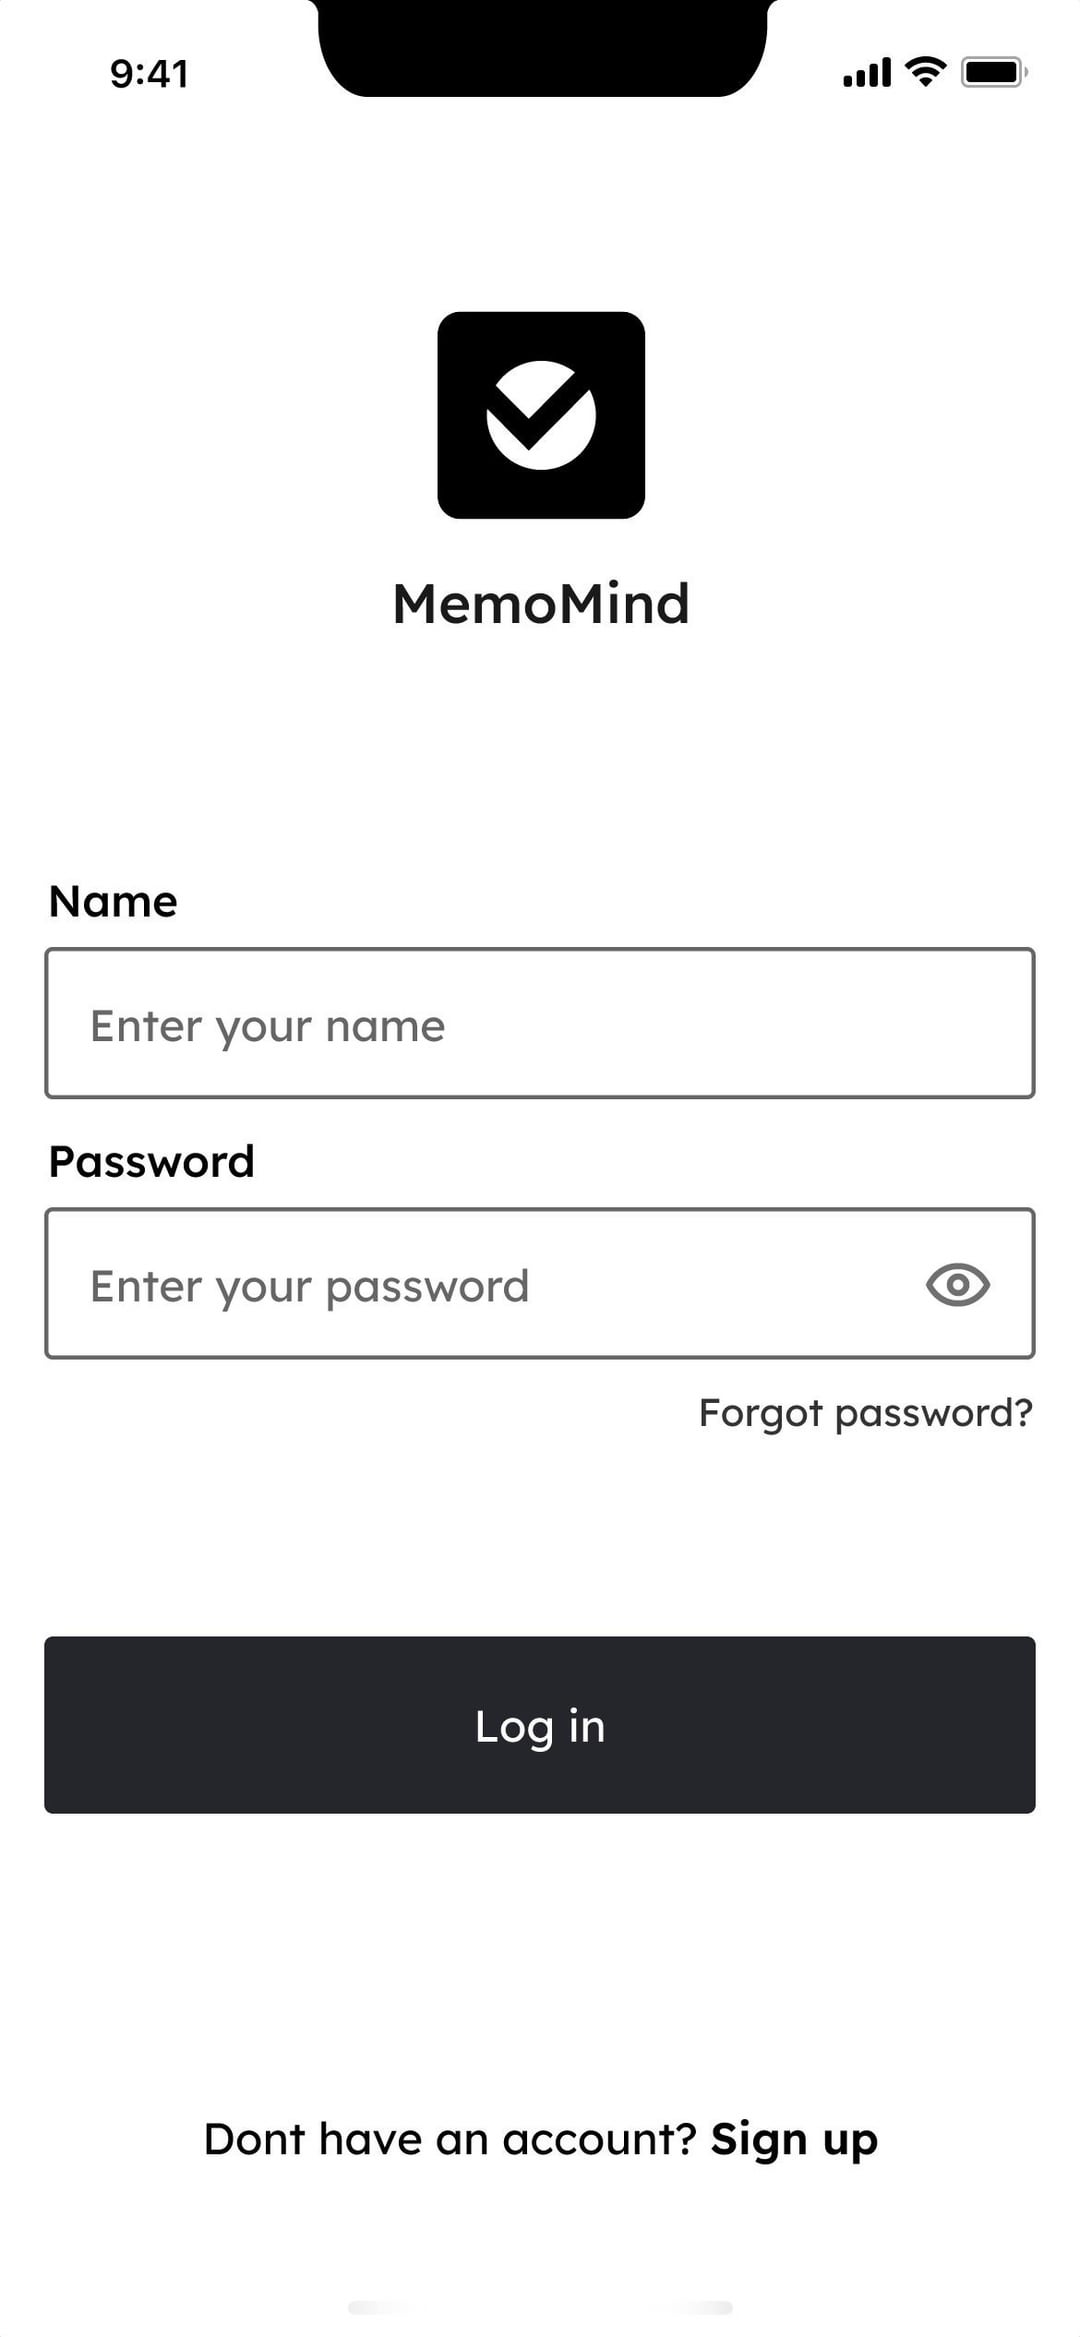 9:41
MemoMind
Name
Enter your name
Password
Enter your password
Forgot password?
Log in
Dont have an account? Sign up